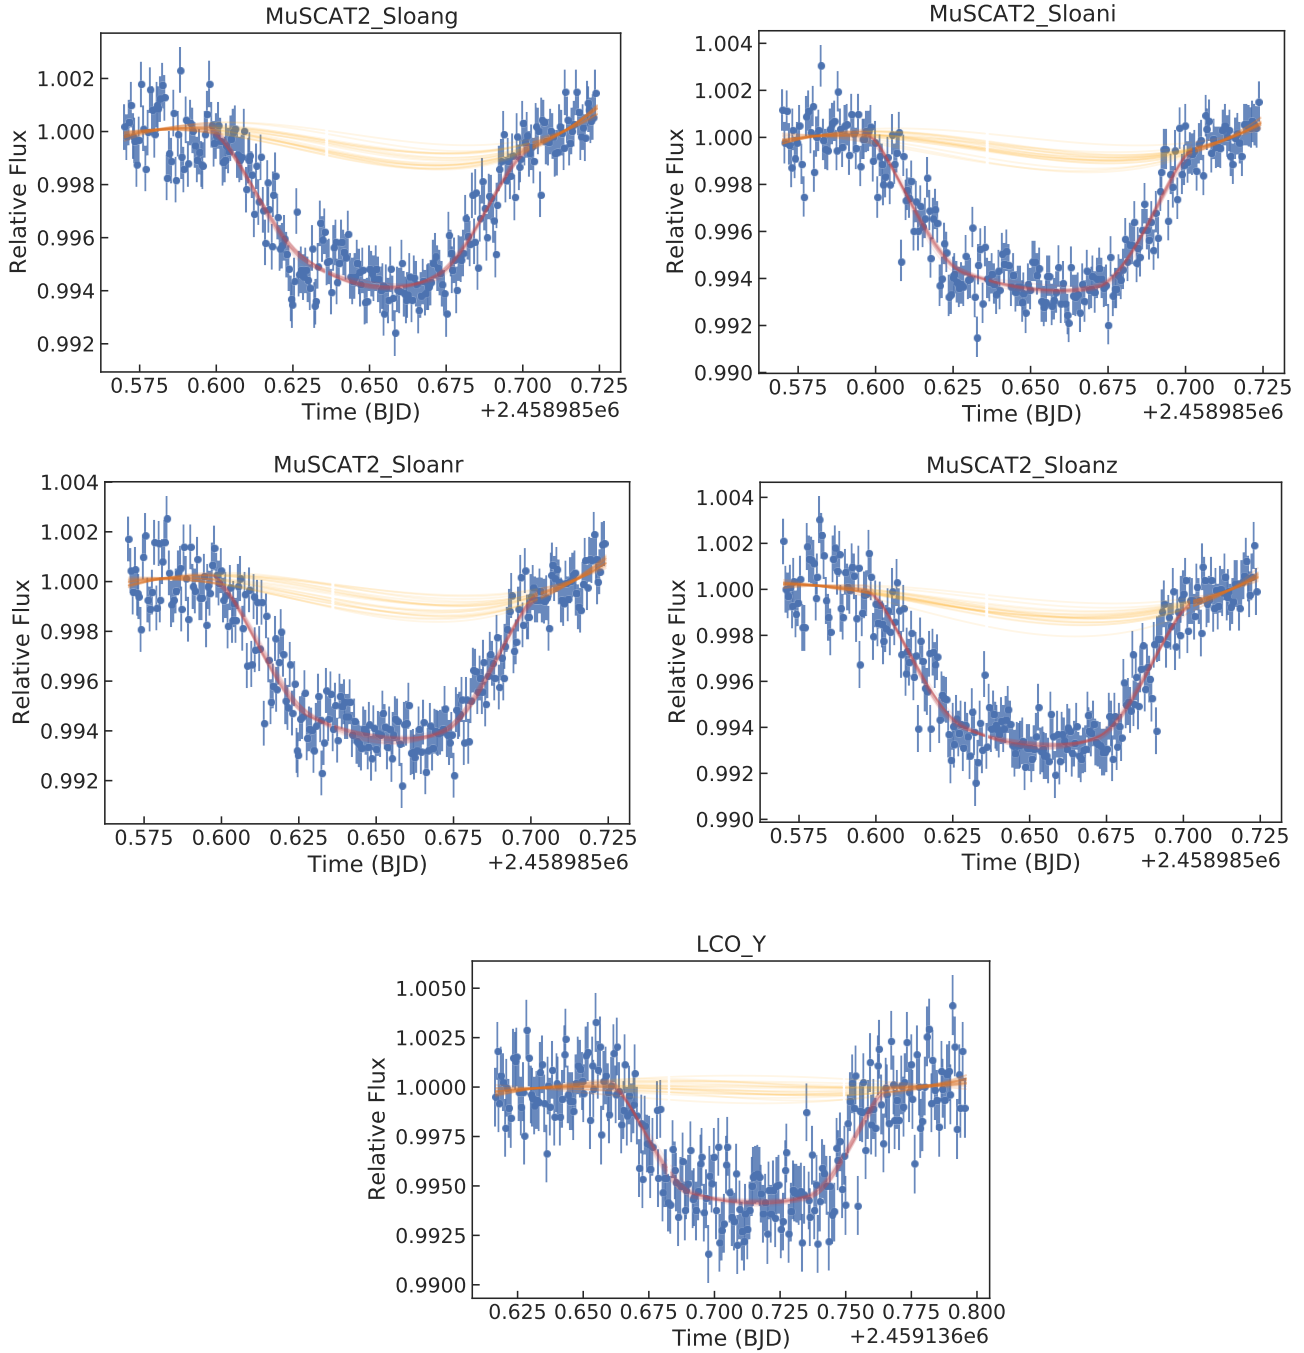 MuSCAT2_Sloang
Relative Flux
1.002
1.000
0.998
0.996
0.994
0.992
0.575 0.600 0.625 0.650 0.675 0.700 0.725
Time (BJD)
+2.458985e6
MuSCAT2_Sloani
Relative Flux
1.004
1.002
1.000
0.998
0.996
0.994
0.992
0.990
0.575 0.600 0.625 0.650 0.675 0.700 0.725
Time (BJD)
+2.458985e6
MuSCAT2_Sloanr
Relative Flux
1.004
1.002
1.000
0.998
0.996
0.994
0.992
0.575 0.600 0.625 0.650 0.675 0.700 0.725
Time (BJD)
+2.458985e6
MuSCAT2_Sloanz
Relative Flux
1.004
1.002
1.000
0.998
0.996
0.994
0.992
0.990
0.575 0.600 0.625 0.650 0.675 0.700 0.725
Time (BJD)
+2.458985e6
LCO_Y
Relative Flux
1.0050
1.0025
1.0000
0.9975
0.9950
0.9925
0.9900
0.625 0.650 0.675 0.700 0.725 0.750 0.775 0.800
Time (BJD)
+2.459136e6